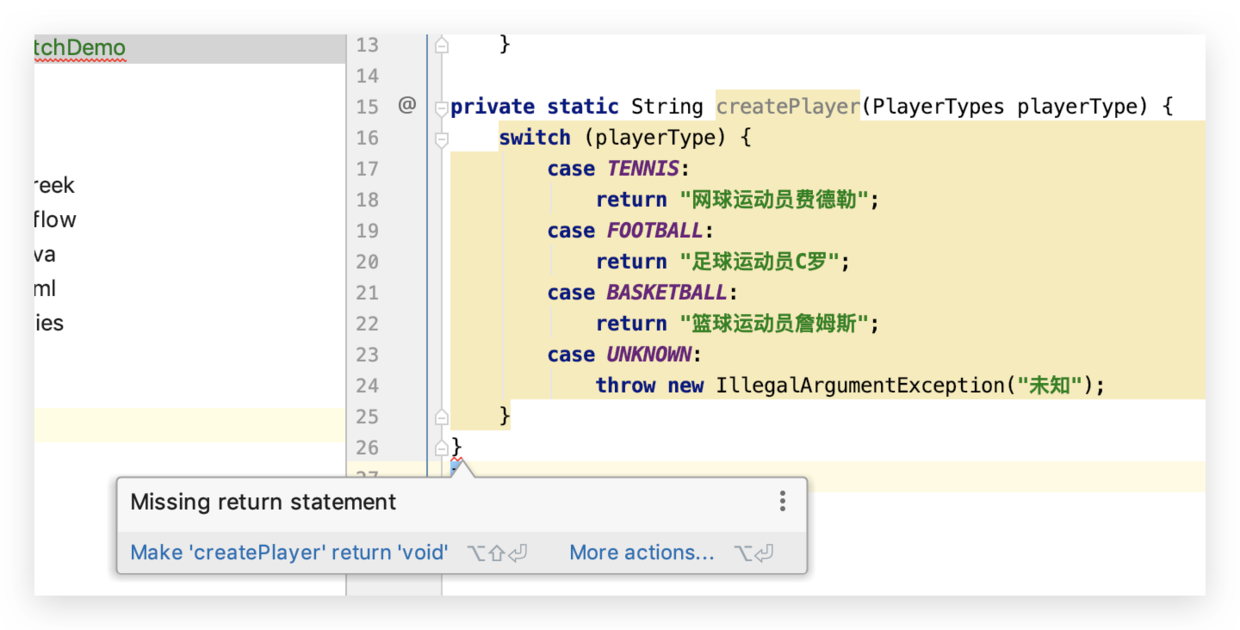 tchDemo
reek
flow
va
ml
ies
13 }
14
15 @ private static String createPlayer(PlayerTypes playerType) {
16 switch (playerType) {
17 case TENNIS:
18 return "网球运动员费德勒";
19 case FOOTBALL:
20 return "足球运动员C罗";
21 case BASKETBALL:
22 return "篮球运动员詹姆斯";
23 case UNKNOWN:
24 throw new IllegalArgumentException("未知");
25 }
26 }
27
Missing return statement
Make 'createPlayer' return 'void' ⌥⇧⏎ More actions... ⌥⏎